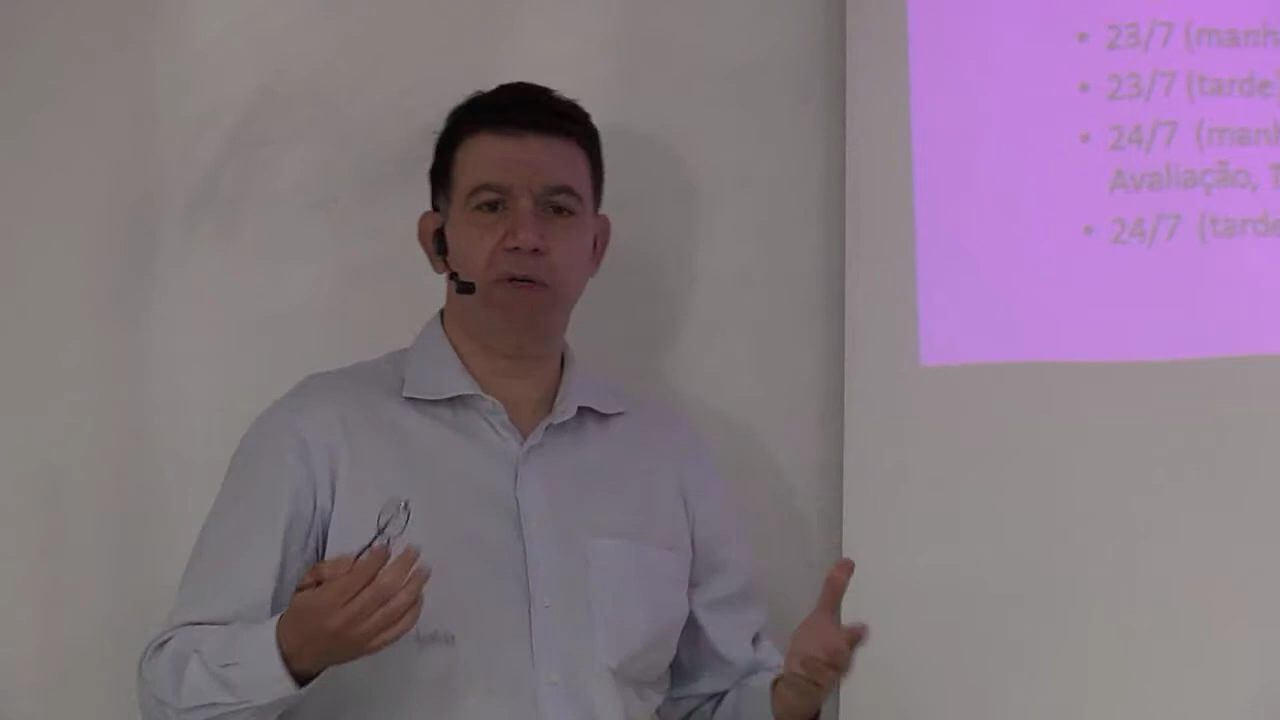 • 23/7 (manh
• 23/7 (tarde
• 24/7 (manh
Avaliação,
• 24/7 (tarde